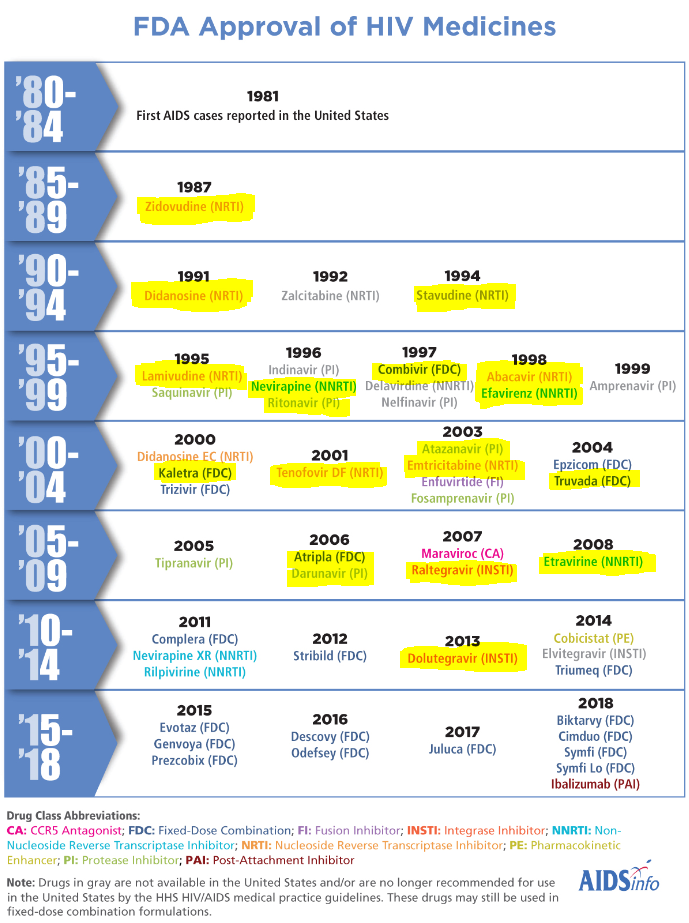 FDA Approval of HIV Medicines
'80-
'84
1981
First AIDS cases reported in the United States
'85-
'89
1987
Zidovudine (NRTI)
'90-
'94
1991
Didanosine (NRTI)
1992
Zalcitabine (NRTI)
1994
Stavudine (NRTI)
'95-
'99
1995
Lamivudine (NRTI)
Saquinavir (PI)
1996
Indinavir (PI)
Nevirapine (NNRTI)
Ritonavir (PI)
1997
Combivir (FDC)
Delavirdine (NNRTI)
Nelfinavir (PI)
1998
Abacavir (NRTI)
Efavirenz (NNRTI)
1999
Amprenavir (PI)
'00-
'04
2000
Didanosine EC (NRTI)
Kaletra (FDC)
Trizivir (FDC)
2001
Tenofovir DF (NRTI)
2003
Atazanavir (PI)
Emtricitabine (NRTI)
Enfuvirtide (FI)
Fosamprenavir (PI)
2004
Epzicom (FDC)
Truvada (FDC)
'05-
'09
2005
Tipranavir (PI)
2006
Atripla (FDC)
Darunavir (PI)
2007
Maraviroc (CA)
Raltegravir (INSTI)
2008
Etravirine (NNRTI)
'10-
'14
2011
Complera (FDC)
Nevirapine XR (NNRTI)
Rilpivirine (NNRTI)
2012
Stribild (FDC)
2013
Dolutegravir (INSTI)
2014
Cobicistat (PE)
Elvitegravir (INSTI)
Triumeq (FDC)
'15-
'18
2015
Evotaz (FDC)
Genvoya (FDC)
Prezcobix (FDC)
2016
Descovy (FDC)
Odefsey (FDC)
2017
Juluca (FDC)
2018
Biktarvy (FDC)
Cimduo (FDC)
Symfi (FDC)
Symfi Lo (FDC)
Ibalizumab (PAI)
Drug Class Abbreviations:
CA: CCR5 Antagonist; FDC: Fixed-Dose Combination; FI: Fusion Inhibitor; INSTI: Integrase Inhibitor; NNRTI: Non-
Nucleoside Reverse Transcriptase Inhibitor; NRTI: Nucleoside Reverse Transcriptase Inhibitor; PE: Pharmacokinetic
Enhancer; PI: Protease Inhibitor; PAI: Post-Attachment Inhibitor
Note: Drugs in gray are not available in the United States and/or are no longer recommended for use
in the United States by the HHS HIV/AIDS medical practice guidelines. These drugs may still be used in
fixed-dose combination formulations.
AIDSinfo